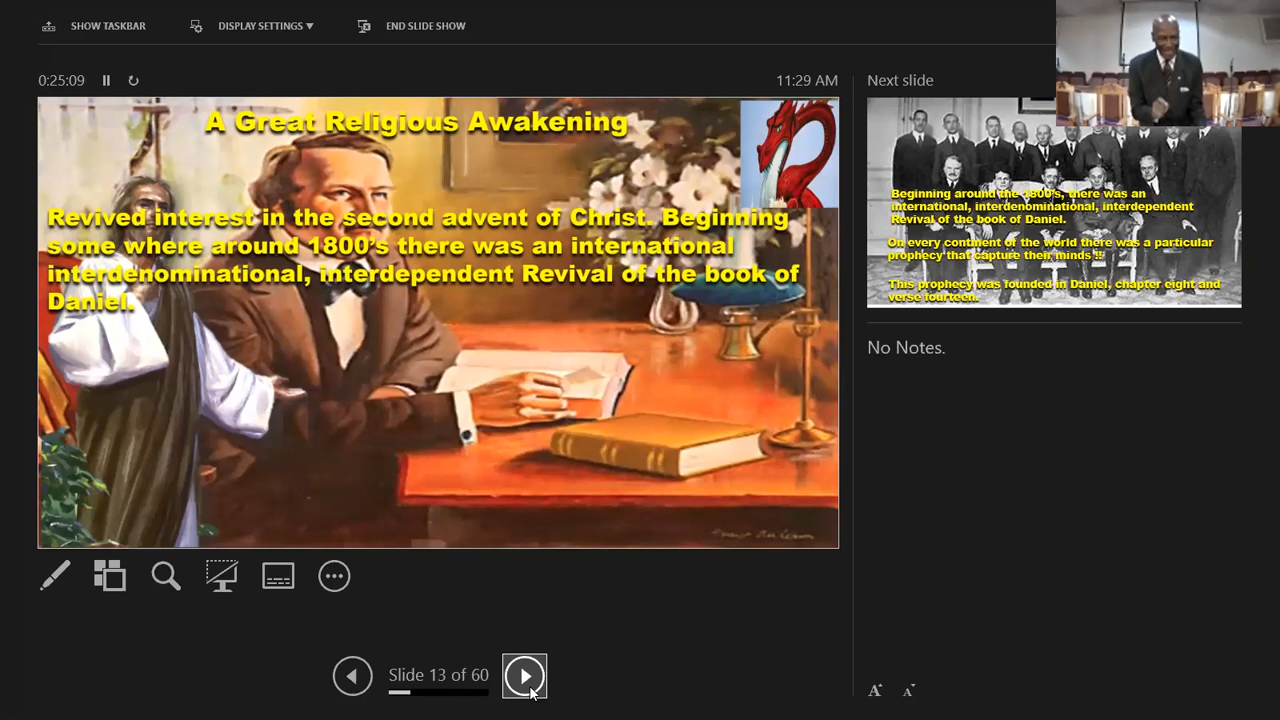 SHOW TASKBAR
DISPLAY SETTINGS ▼
END SLIDE SHOW
0:25:09
11:29 AM
Next slide
A Great Religious Awakening
Revived interest in the second advent of Christ. Beginning
some where around 1800’s there was an international
interdenominational, interdependent Revival of the book of
Daniel.
Beginning around the 1800’s, there was an
international, interdenominational, interdependent
Revival of the book of Daniel.
On every continent of the world there was a particular
prophecy that capture their minds !!
This prophecy was founded in Daniel, chapter eight and
verse fourteen.
No Notes.
Slide 13 of 60
A A